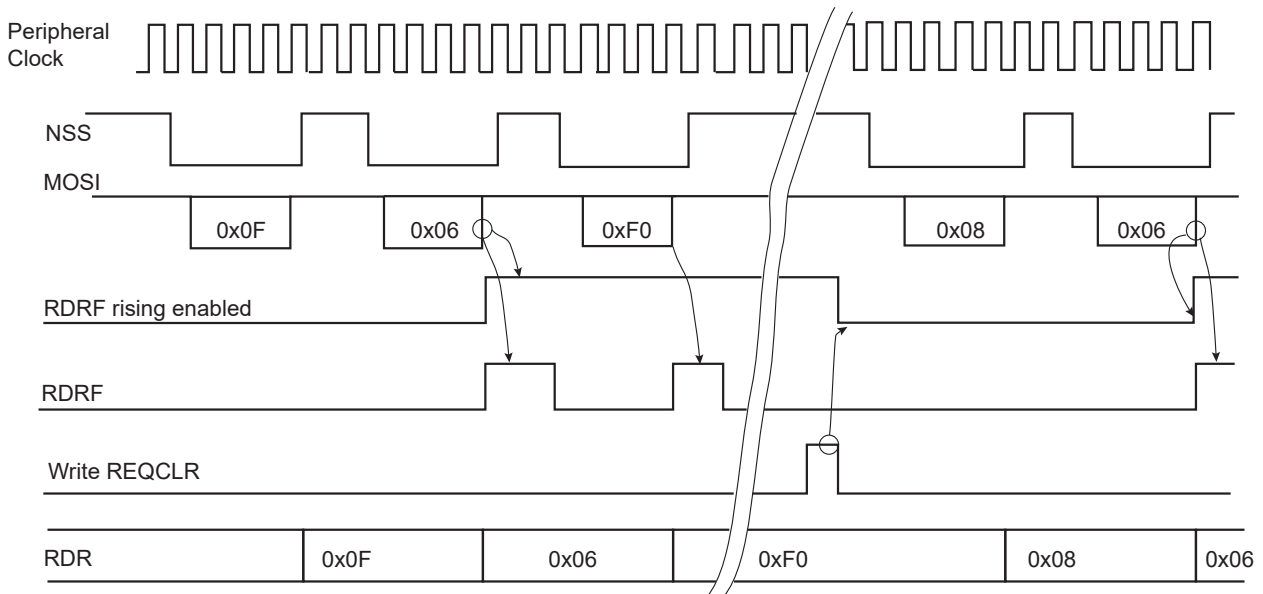 Peripheral
Clock
NSS
MOSI
0x0F 0x06 0xF0 0x08 0x06
RDRF rising enabled
RDRF
Write REQCLR
RDR 0x0F 0x06 0xF0 0x08 0x06